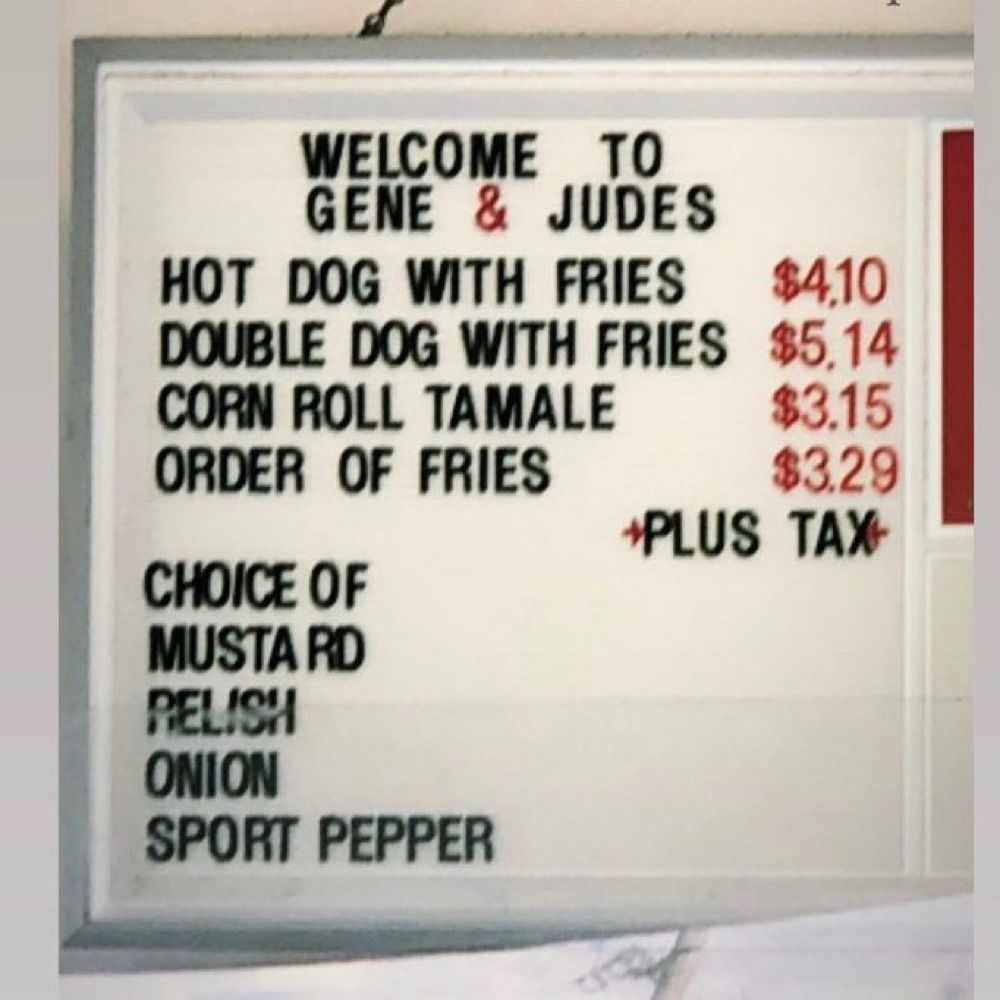 WELCOME TO
GENE & JUDES
HOT DOG WITH FRIES $4.10
DOUBLE DOG WITH FRIES $5.14
CORN ROLL TAMALE $3.15
ORDER OF FRIES $3.29
PLUS TAX
CHOICE OF
MUSTARD
RELISH
ONION
SPORT PEPPER